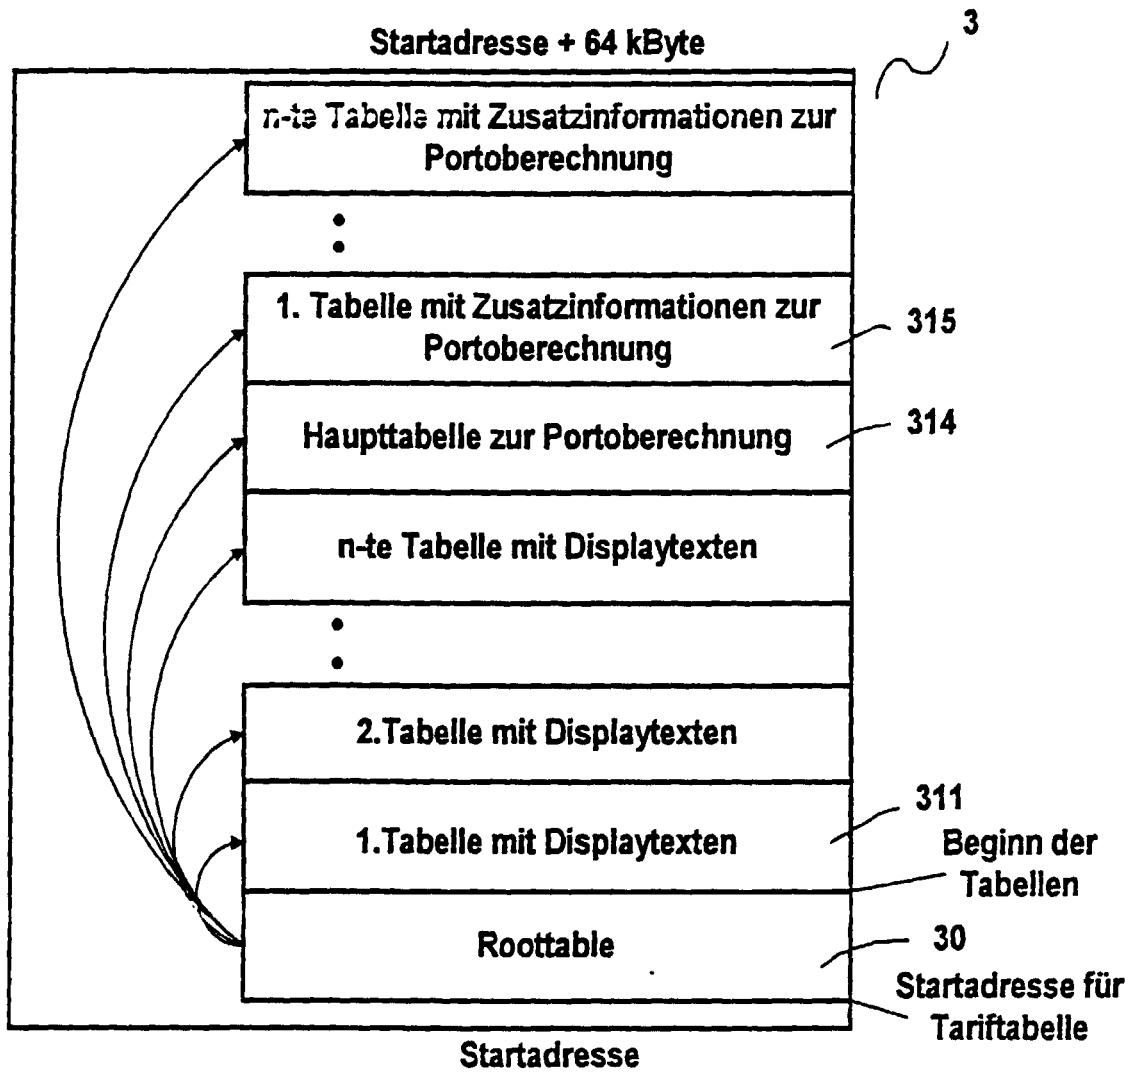 3
Startadresse + 64 kByte
n-te Tabelle mit Zusatzinformationen zur
Portoberechnung
1. Tabelle mit Zusatzinformationen zur
Portoberechnung
315
Haupttabelle zur Portoberechnung
314
n-te Tabelle mit Displaytexten
2.Tabelle mit Displaytexten
311
1.Tabelle mit Displaytexten
Beginn der
Tabellen
Roottable
30
Startadresse für
Tariftabelle
Startadresse